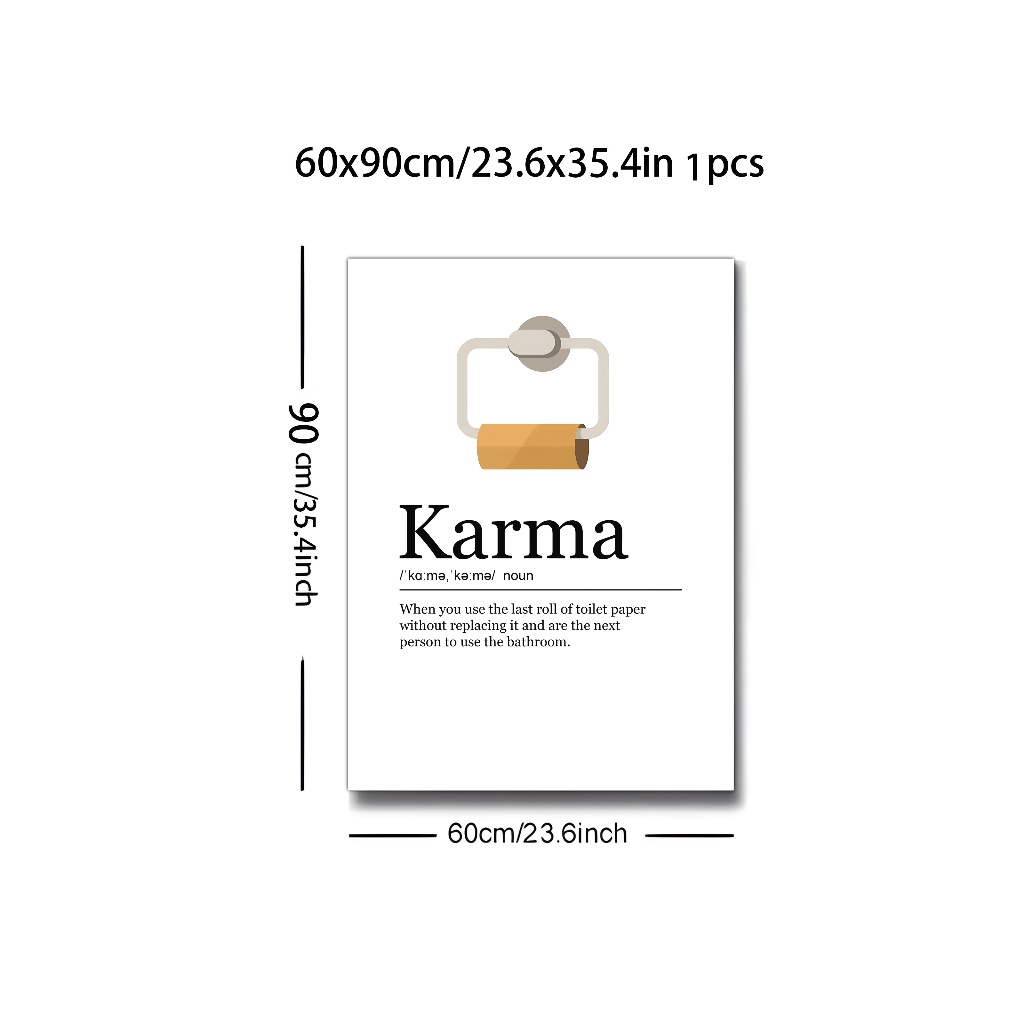 60x90cm/23.6x35.4in 1pcs
90 cm/35.4inch
Karma
/ˈkɑːmə,ˈkəːmə/ noun
When you use the last roll of toilet paper
without replacing it and are the next
person to use the bathroom.
60cm/23.6inch